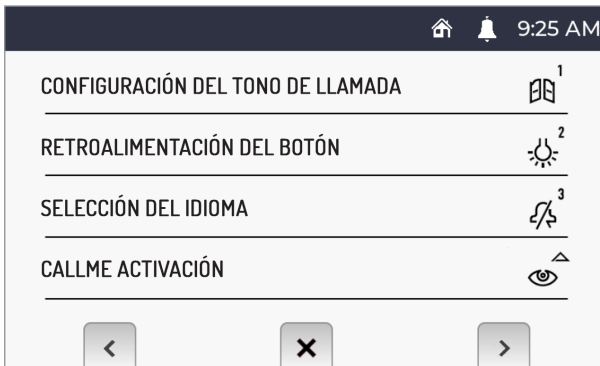 9:25 AM
CONFIGURACIÓN DEL TONO DE LLAMADA 1
RETROALIMENTACIÓN DEL BOTÓN 2
SELECCIÓN DEL IDIOMA 3
CALLME ACTIVACIÓN